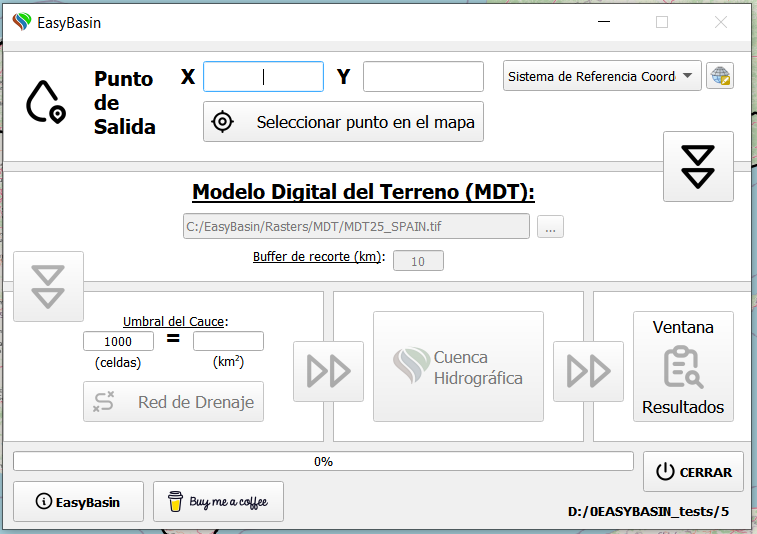 EasyBasin
Punto
de
Salida
X
Y
Sistema de Referencia Coord
Seleccionar punto en el mapa
Modelo Digital del Terreno (MDT):
C:/EasyBasin/Rasters/MDT/MDT25_SPAIN.tif
...
Buffer de recorte (km):
10
Umbral del Cauce:
1000 =
(celdas) (km²)
Red de Drenaje
Cuenca
Hidrográfica
Ventana
Resultados
0%
CERRAR
EasyBasin
Buy me a coffee
D:/0EASYBASIN_tests/5